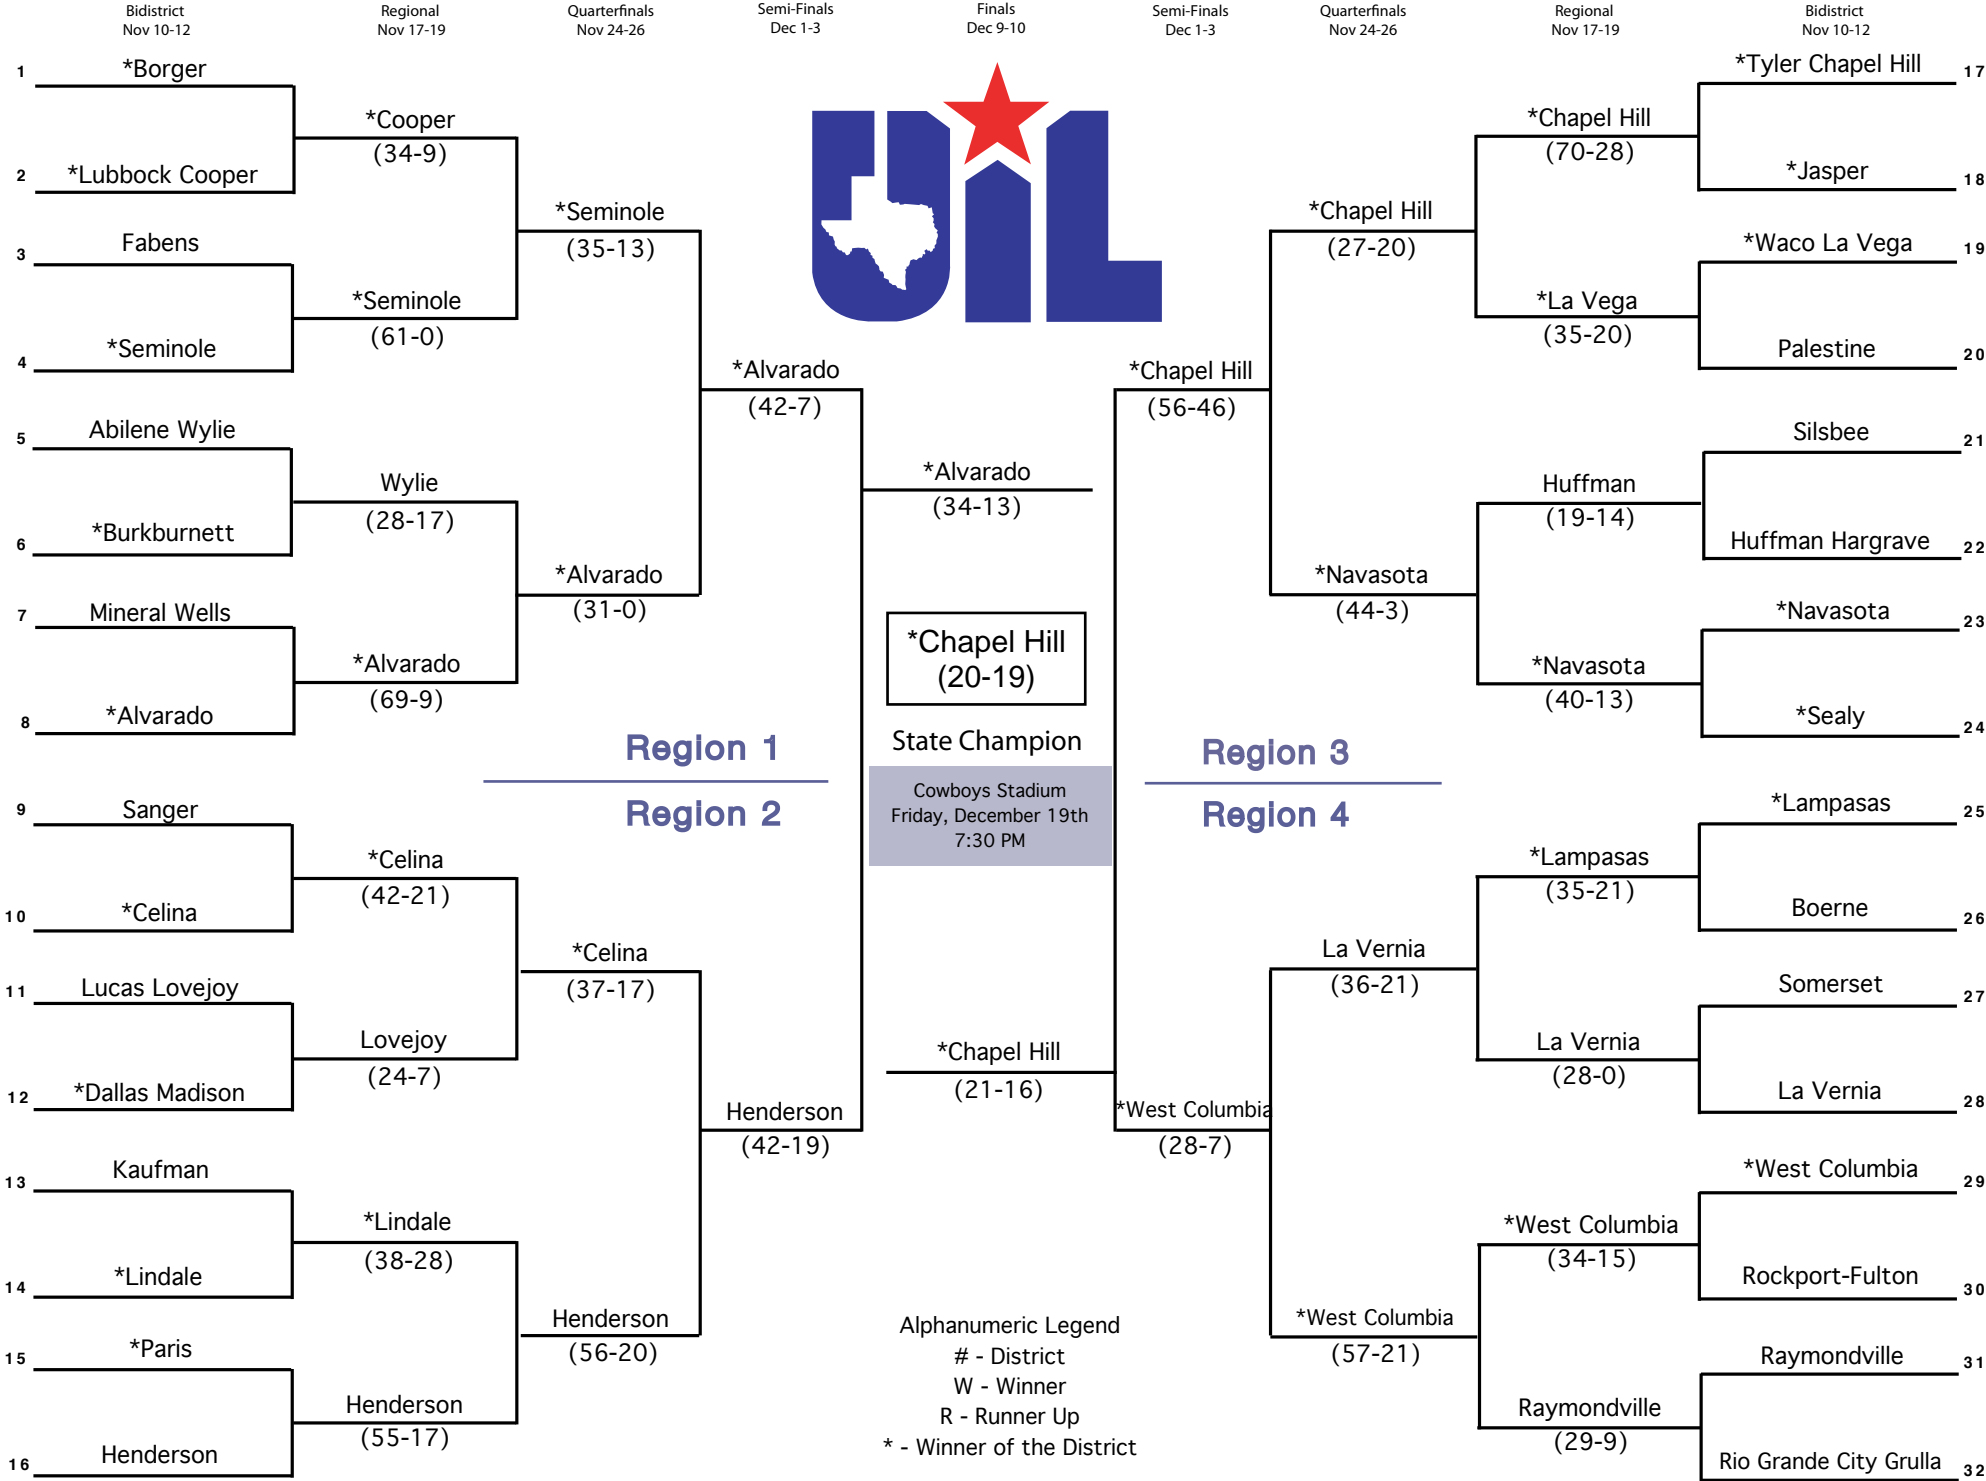 Bidistrict
Nov 10-12
Regional
Nov 17-19
Quarterfinals
Nov 24-26
Semi-Finals
Dec 1-3
Finals
Dec 9-10
Semi-Finals
Dec 1-3
Quarterfinals
Nov 24-26
Regional
Nov 17-19
Bidistrict
Nov 10-12
1 *Borger
2 *Lubbock Cooper
3 Fabens
4 *Seminole
5 Abilene Wylie
6 *Burkburnett
7 Mineral Wells
8 *Alvarado
9 Sanger
10 *Celina
11 Lucas Lovejoy
12 *Dallas Madison
13 Kaufman
14 *Lindale
15 *Paris
16 Henderson
*Cooper
(34-9)
*Seminole
(61-0)
Wylie
(28-17)
*Alvarado
(69-9)
*Celina
(42-21)
Lovejoy
(24-7)
*Lindale
(38-28)
Henderson
(55-17)
*Seminole
(35-13)
*Alvarado
(31-0)
*Celina
(37-17)
Henderson
(56-20)
*Alvarado
(42-7)
Henderson
(42-19)
Region 1
Region 2
UIL
*Alvarado
(34-13)
*Chapel Hill
(20-19)
State Champion
Cowboys Stadium
Friday, December 19th
7:30 PM
*Chapel Hill
(21-16)
Alphanumeric Legend
# - District
W - Winner
R - Runner Up
* - Winner of the District
*Chapel Hill
(56-46)
*West Columbia
(28-7)
Region 3
Region 4
*Chapel Hill
(27-20)
*Navasota
(44-3)
La Vernia
(36-21)
*West Columbia
(57-21)
*Chapel Hill
(70-28)
*La Vega
(35-20)
Huffman
(19-14)
*Navasota
(40-13)
*Lampasas
(35-21)
La Vernia
(28-0)
*West Columbia
(34-15)
Raymondville
(29-9)
*Tyler Chapel Hill 17
*Jasper 18
*Waco La Vega 19
Palestine 20
Silsbee 21
Huffman Hargrave 22
*Navasota 23
*Sealy 24
*Lampasas 25
Boerne 26
Somerset 27
La Vernia 28
*West Columbia 29
Rockport-Fulton 30
Raymondville 31
Rio Grande City Grulla 32